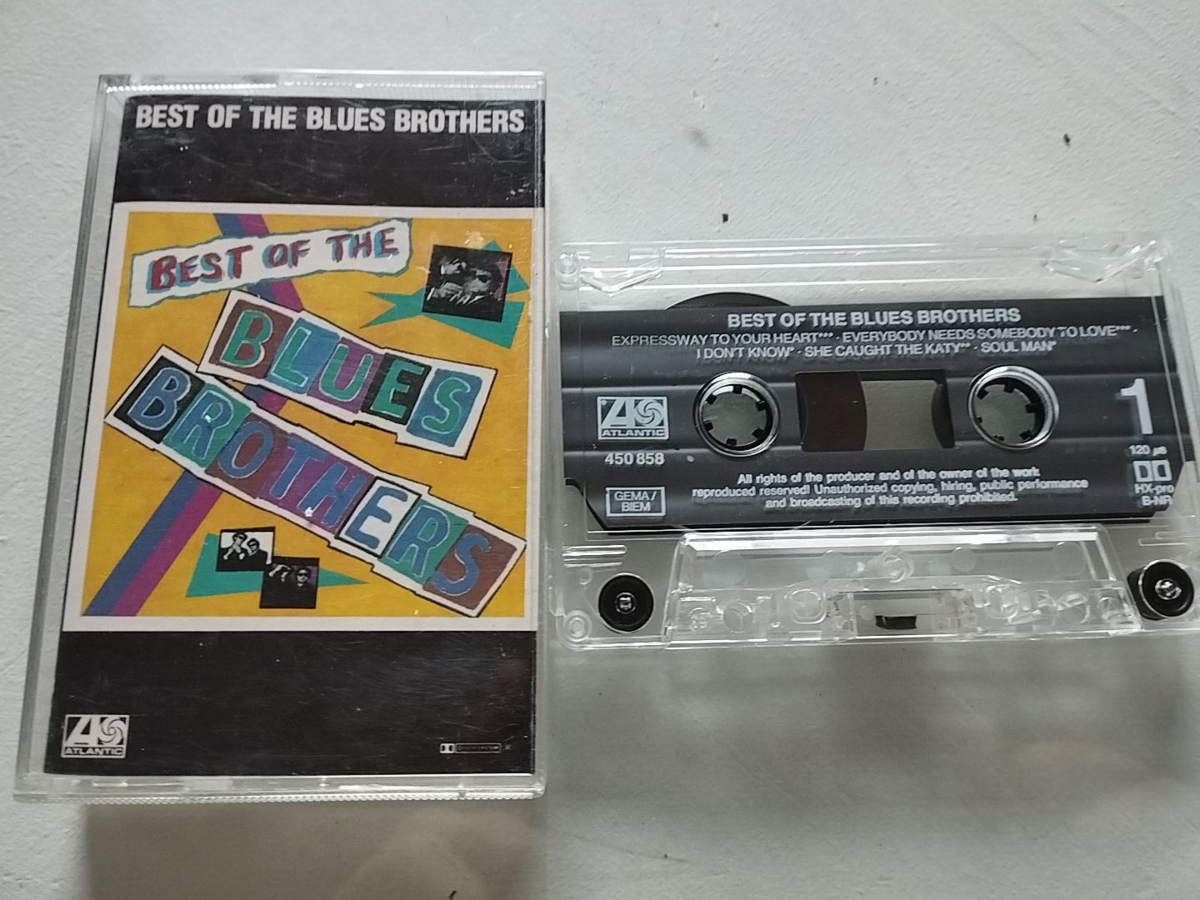 BEST OF THE BLUES BROTHERS
BEST OF THE
BLUES
BROTHERS
ATLANTIC
BEST OF THE BLUES BROTHERS
EXPRESSWAY TO YOUR HEART*** · EVERYBODY NEEDS SOMEBODY TO LOVE*** ·
I DON'T KNOW* · SHE CAUGHT THE KATY** · SOUL MAN*
ATLANTIC
450 858
GEMA/
BIEM
1
120 µs
HX-pro
B-NR
All rights of the producer and of the owner of the work
reproduced reserved! Unauthorized copying, hiring, public performance
and broadcasting of this recording prohibited.